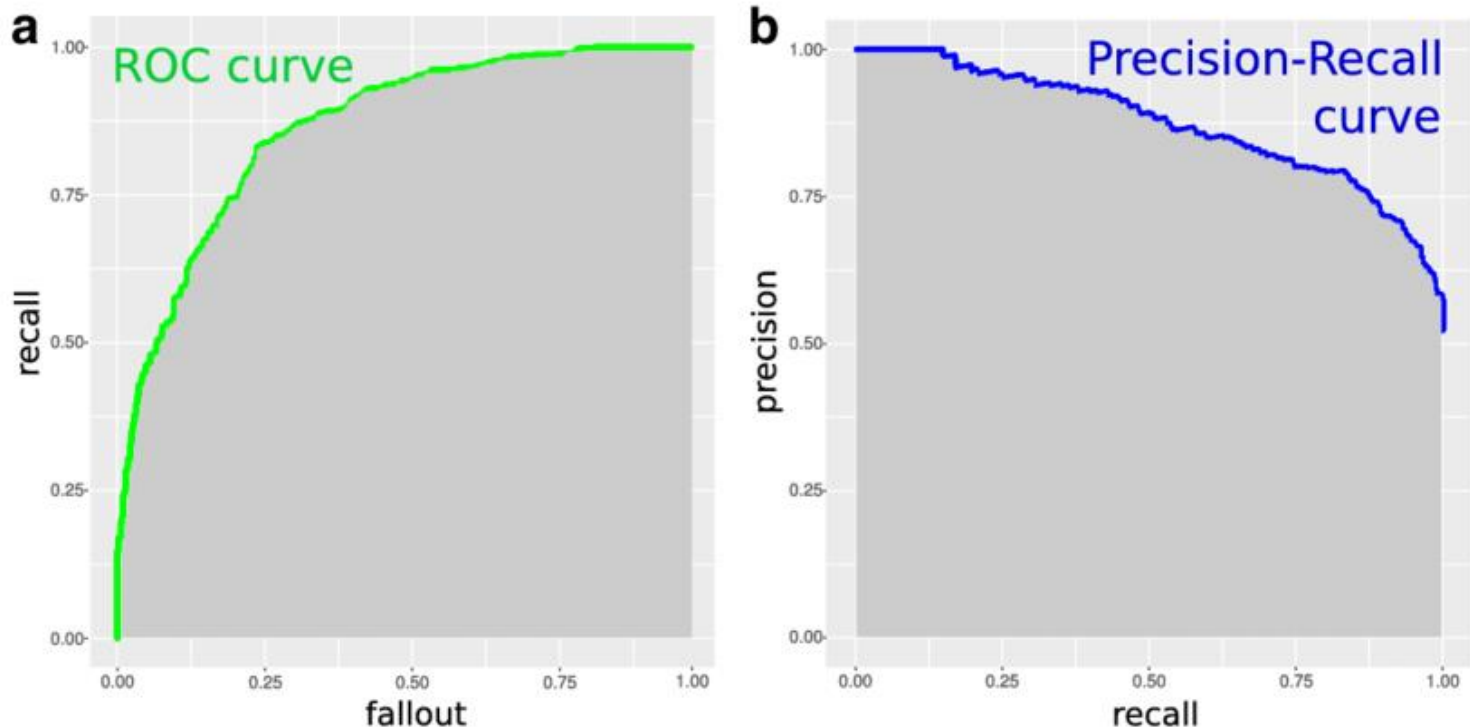 a
ROC curve
1.00
0.75
0.50
0.25
0.00
recall
0.00 0.25 0.50 0.75 1.00
fallout
b
Precision-Recall
curve
1.00
0.75
0.50
0.25
0.00
precision
0.00 0.25 0.50 0.75 1.00
recall